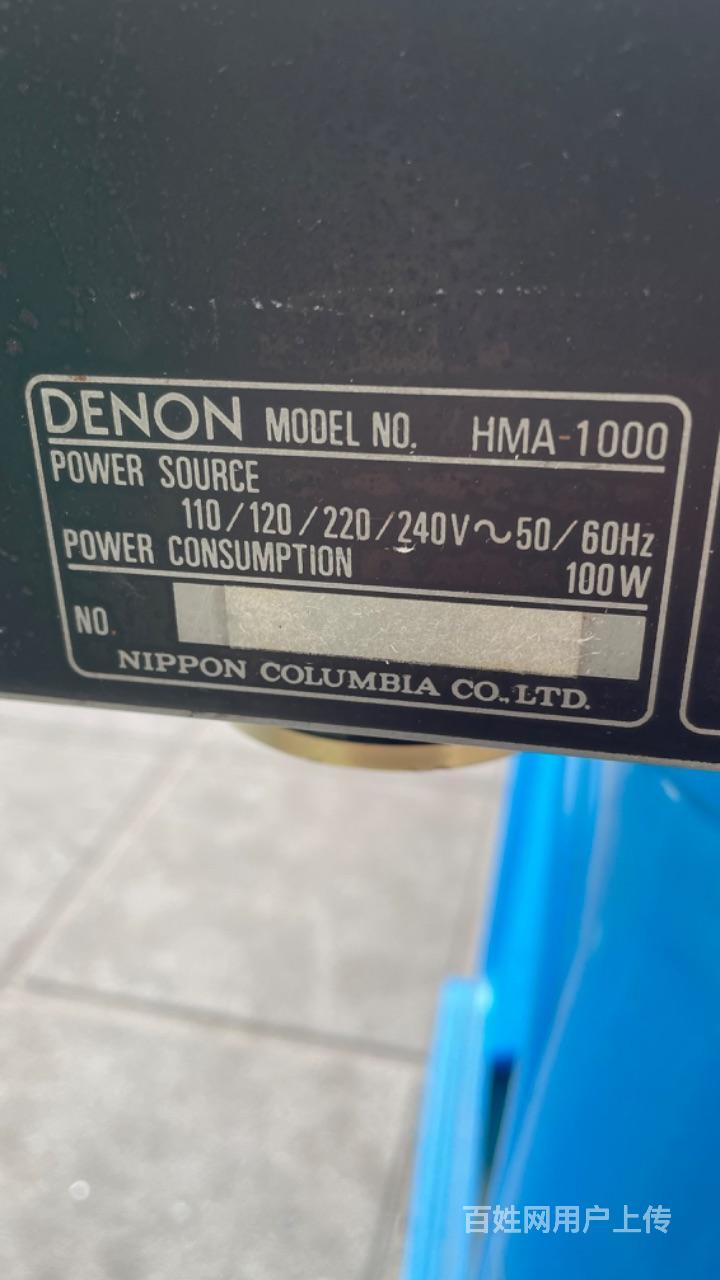 DENON MODEL NO. HMA-1000
POWER SOURCE
110/120/220/240V～50/60Hz
POWER CONSUMPTION 100W
NO.
NIPPON COLUMBIA CO.,LTD.
百姓网用户上传